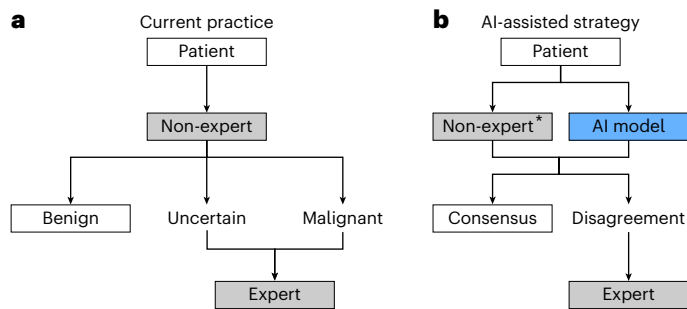 a
Current practice
Patient
Non-expert
Benign
Uncertain
Malignant
Expert
b
AI-assisted strategy
Patient
Non-expert*
AI model
Consensus
Disagreement
Expert